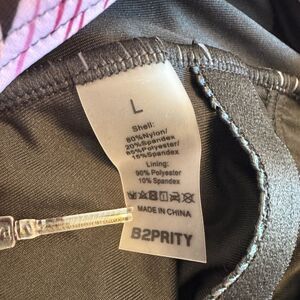 L
Shell:
80%Nylon/
20%Spandex
85%Polyester/
15%Spandex
Lining:
90% Polyester
10% Spandex
MADE IN CHINA
B2PRITY